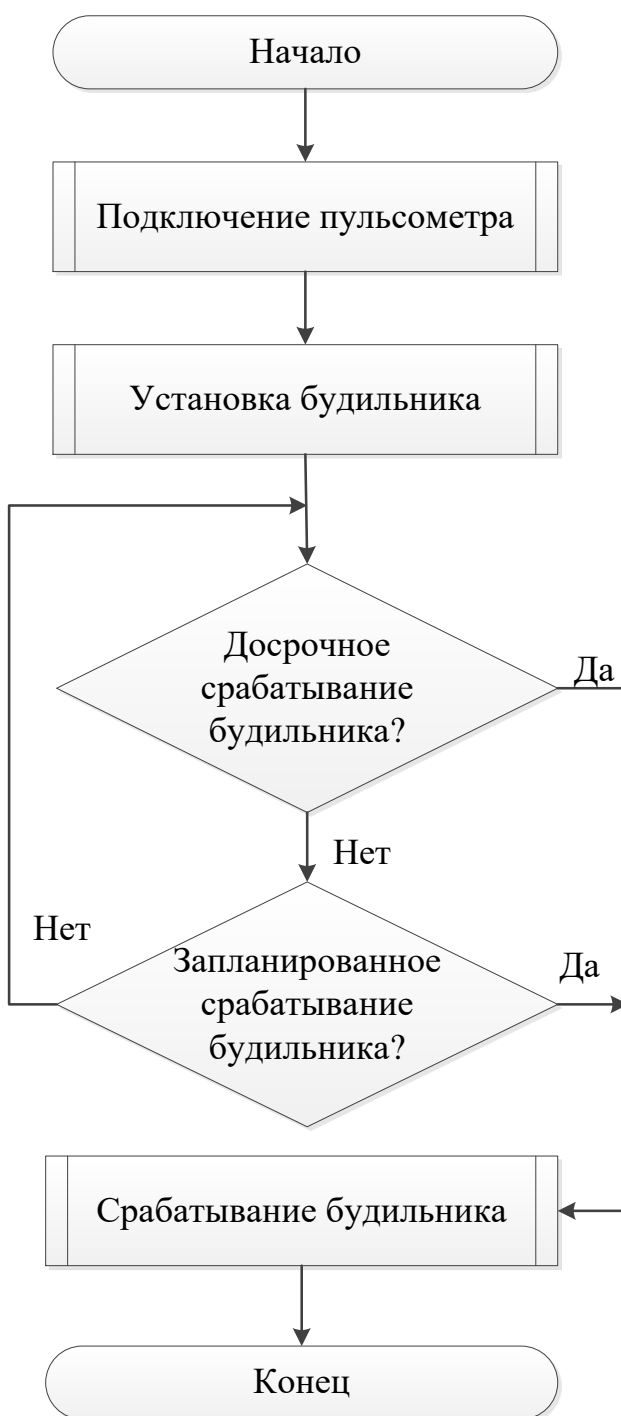 Начало
Подключение пульсометра
Установка будильника
Досрочное
срабатывание
будильника?
Да
Нет
Нет
Запланированное
срабатывание
будильника?
Да
Срабатывание будильника
Конец